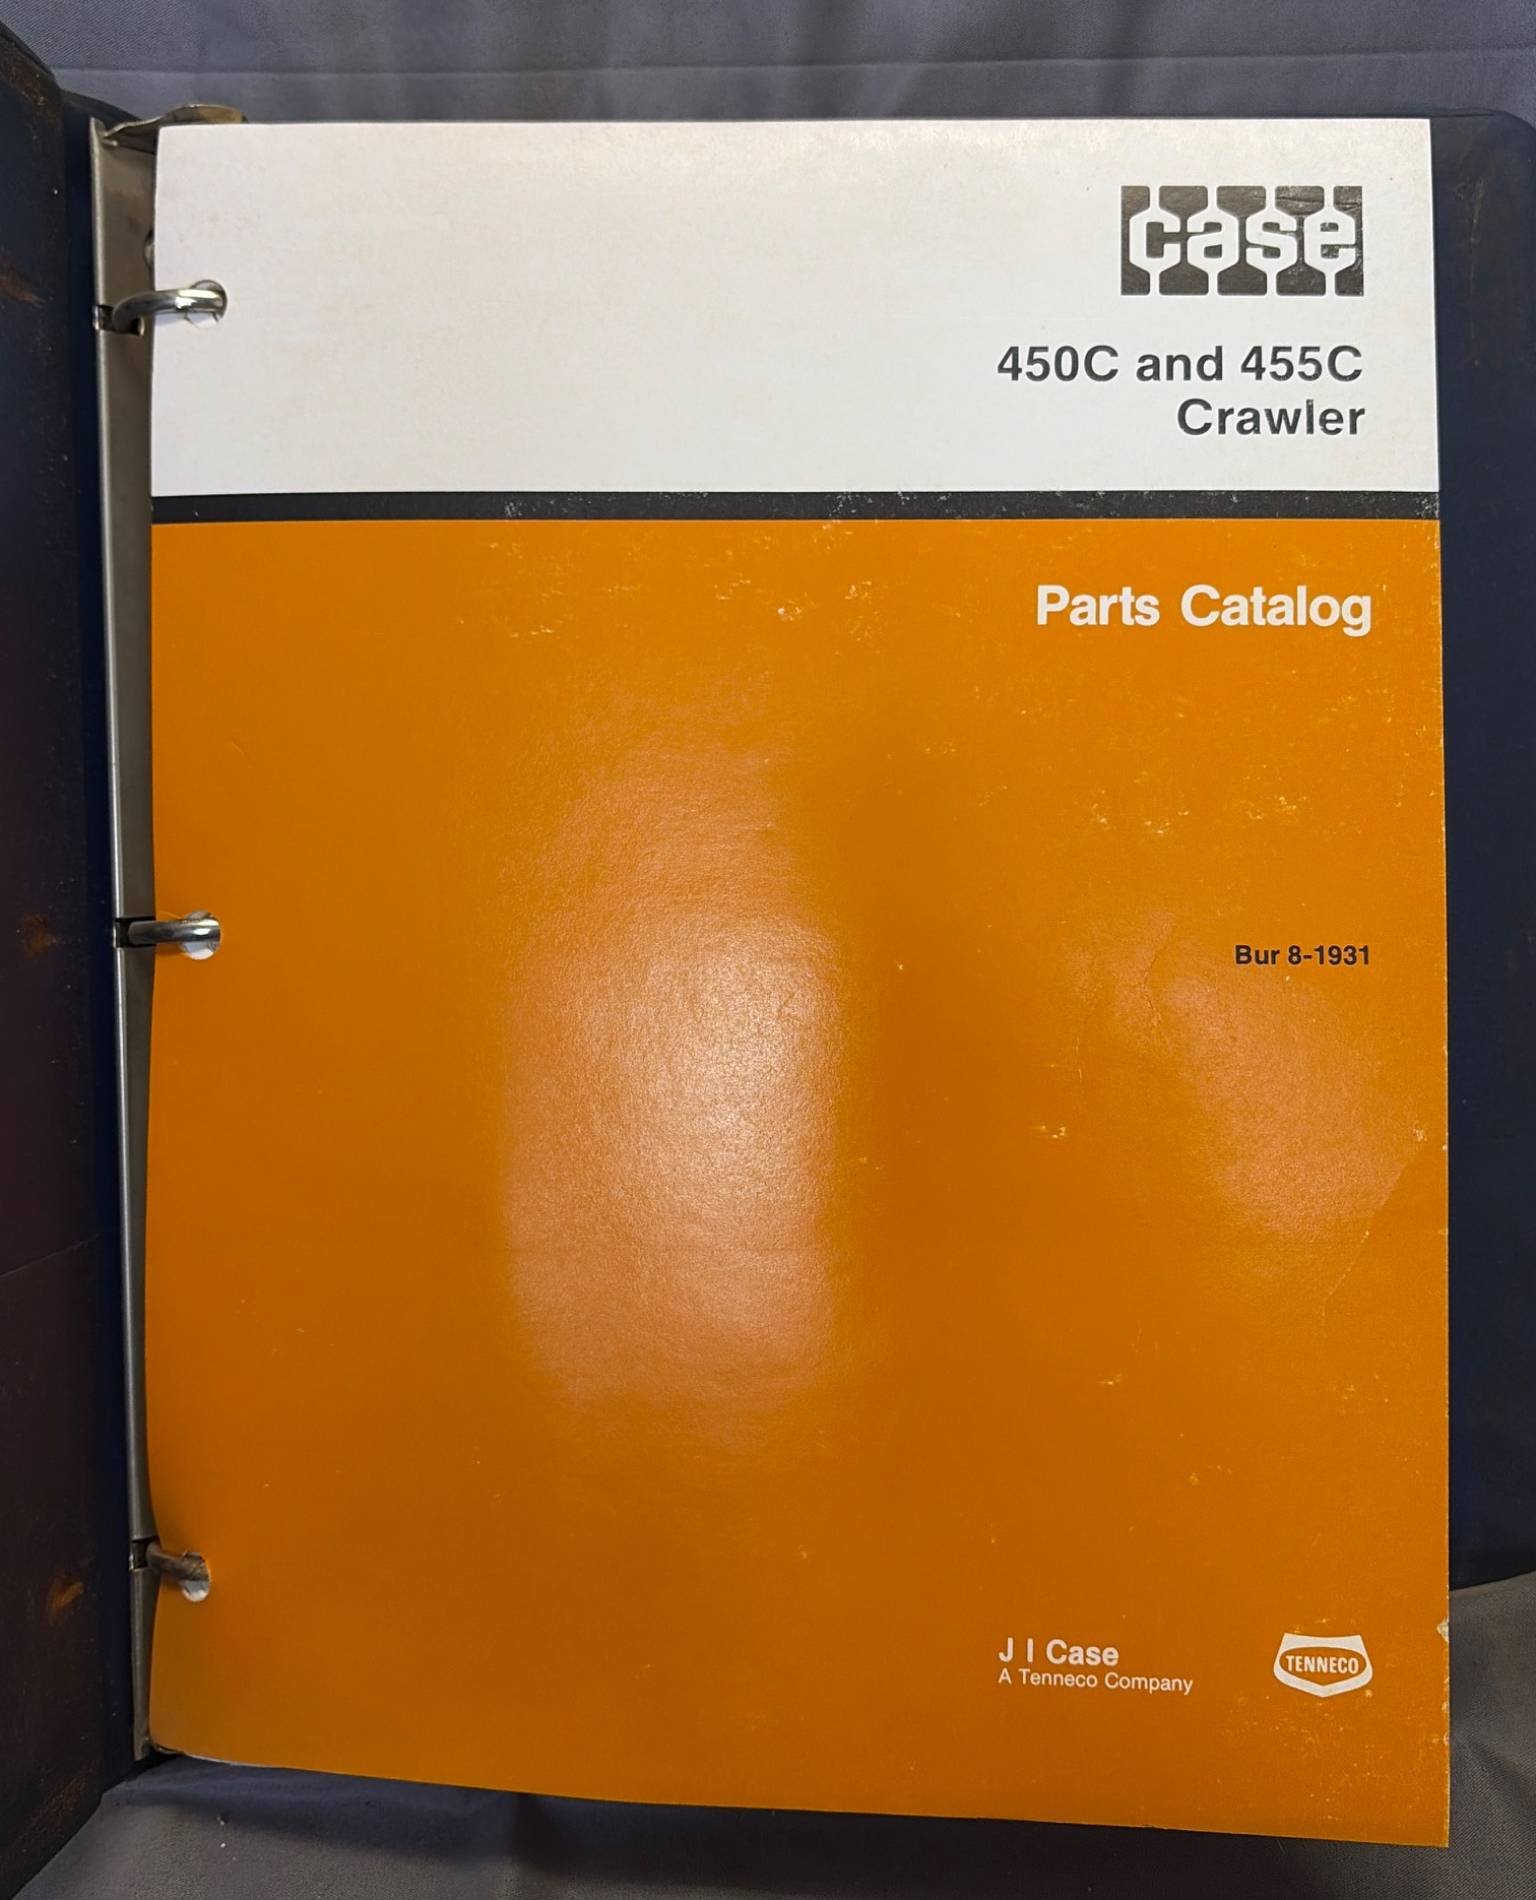 case
450C and 455C
Crawler
Parts Catalog
Bur 8-1931
J I Case
A Tenneco Company
TENNECO